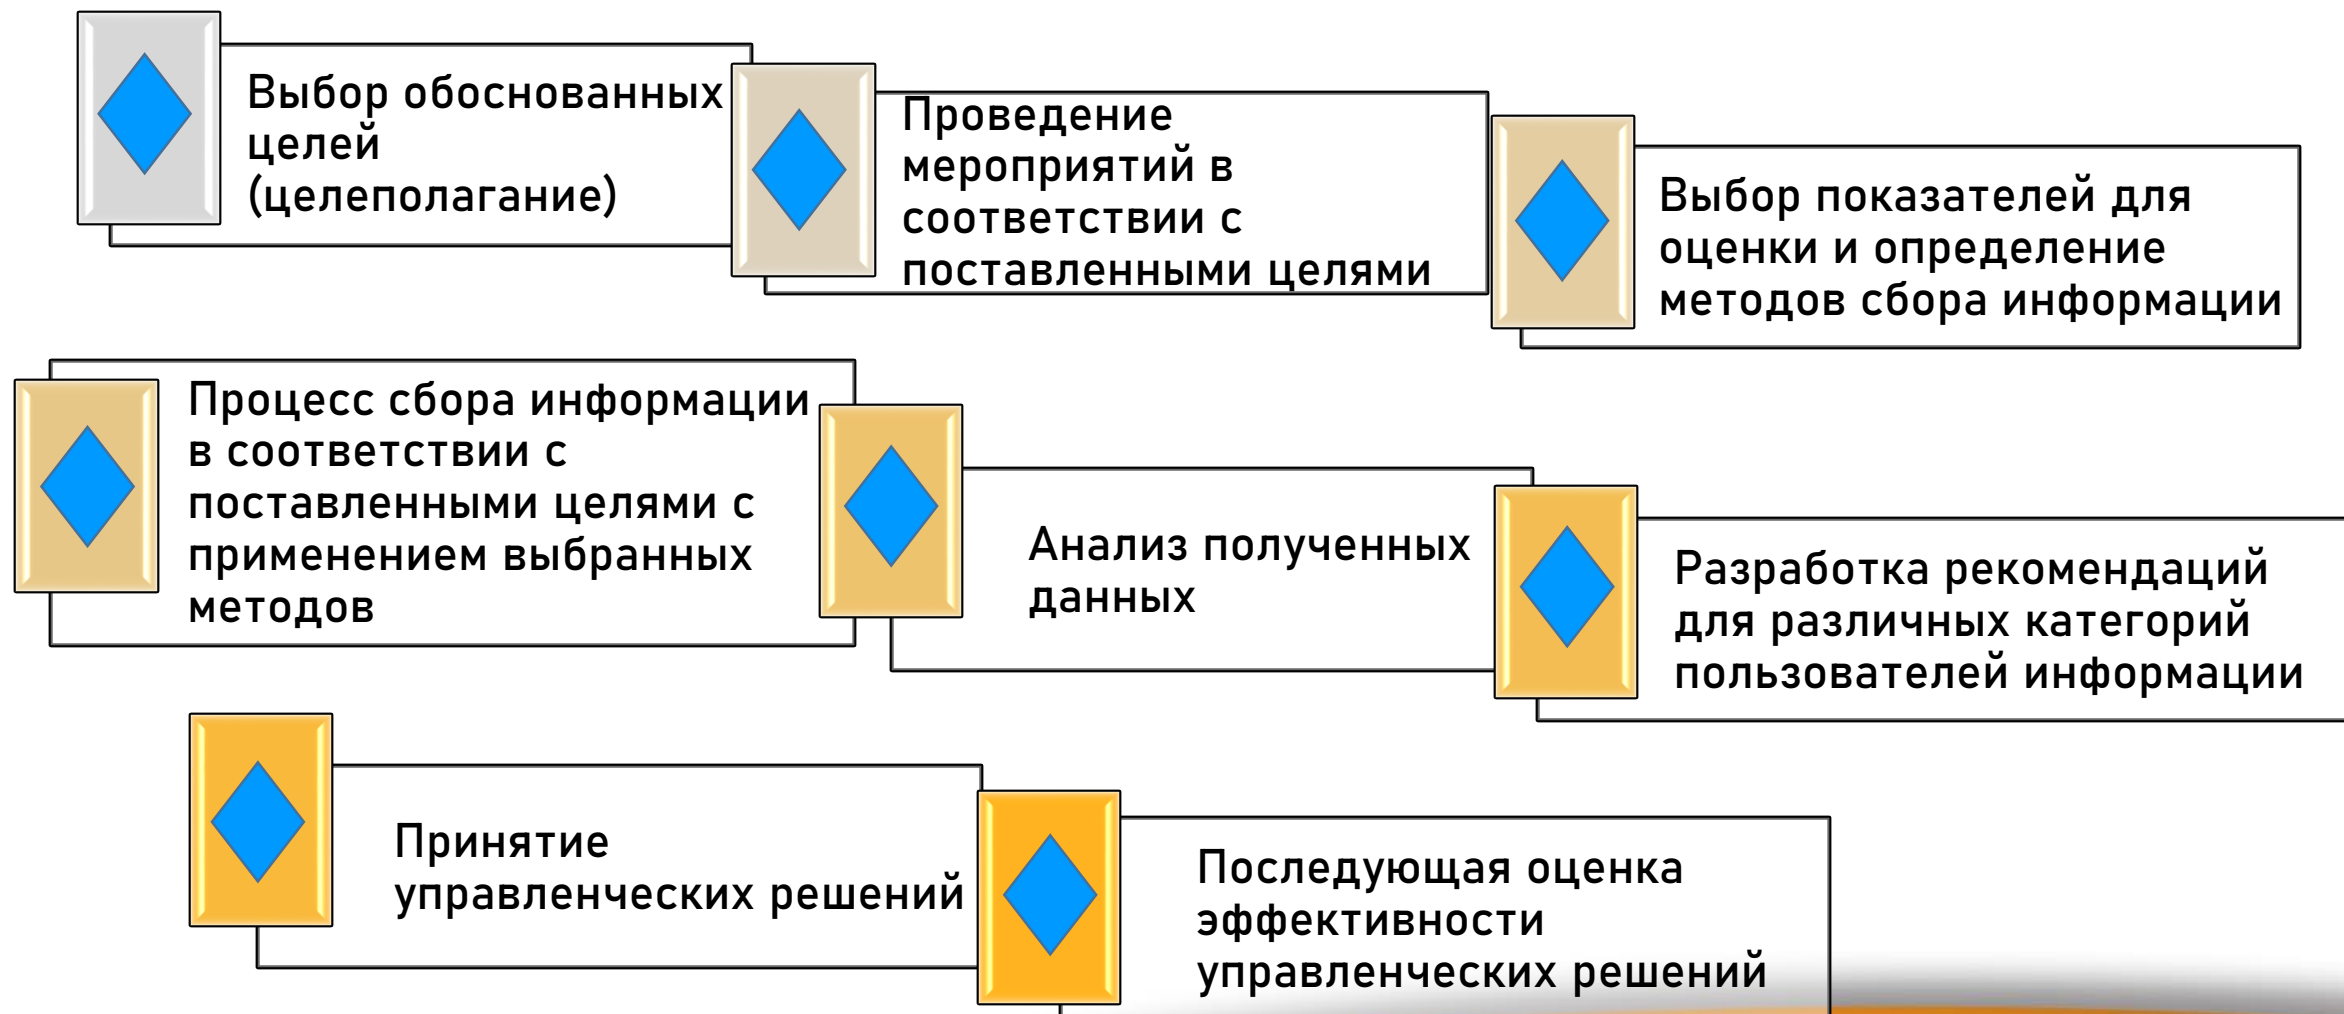 Выбор обоснованных
целей
(целеполагание)
Проведение
мероприятий в
соответствии с
поставленными целями
Выбор показателей для
оценки и определение
методов сбора информации
Процесс сбора информации
в соответствии с
поставленными целями с
применением выбранных
методов
Анализ полученных
данных
Разработка рекомендаций
для различных категорий
пользователей информации
Принятие
управленческих решений
Последующая оценка
эффективности
управленческих решений